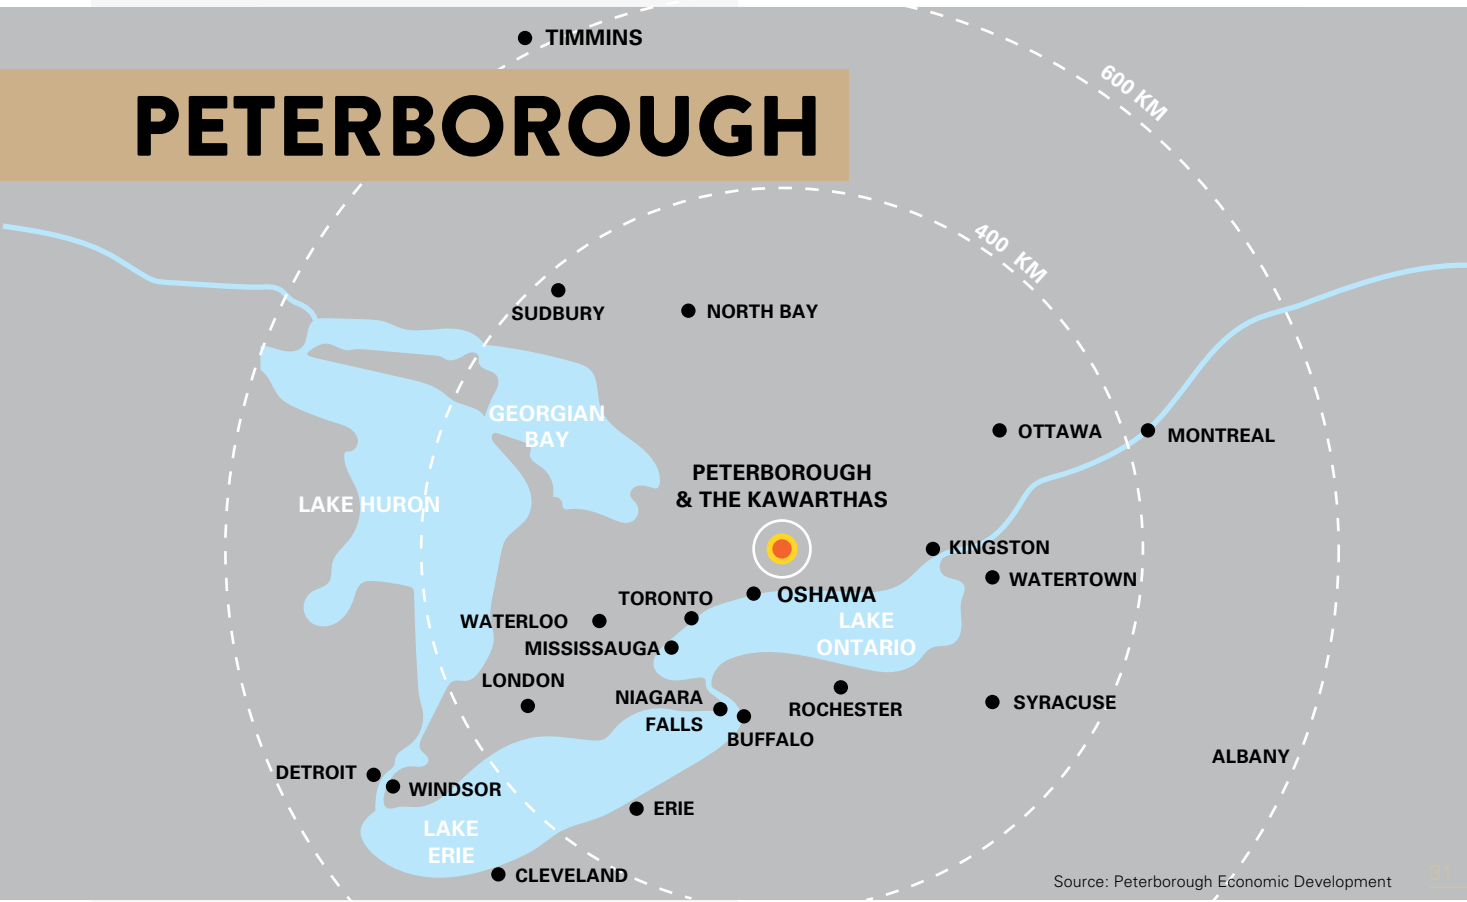 TIMMINS
600 KM
PETERBOROUGH
400 KM
SUDBURY
NORTH BAY
GEORGIAN
BAY
OTTAWA
MONTREAL
PETERBOROUGH
& THE KAWARTHAS
LAKE HURON
KINGSTON
WATERTOWN
OSHAWA
TORONTO
WATERLOO
LAKE
ONTARIO
MISSISSAUGA
LONDON
NIAGARA
FALLS
ROCHESTER
SYRACUSE
BUFFALO
ALBANY
DETROIT
WINDSOR
ERIE
LAKE
ERIE
CLEVELAND
Source: Peterborough Economic Development
31